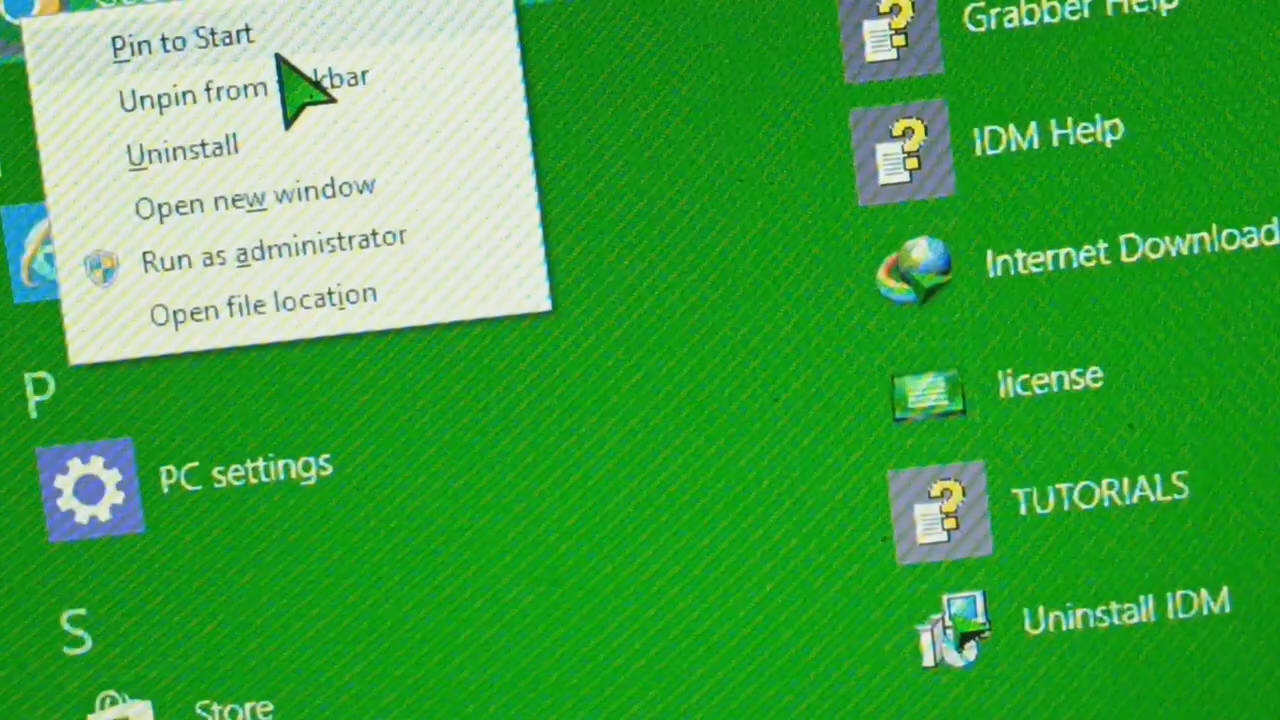 Pin to Start
Unpin from
Uninstall
Open new window
Run as administrator
Open file location
P
PC settings
S
Store
Grabber Help
IDM Help
Internet Download
license
TUTORIALS
Uninstall IDM